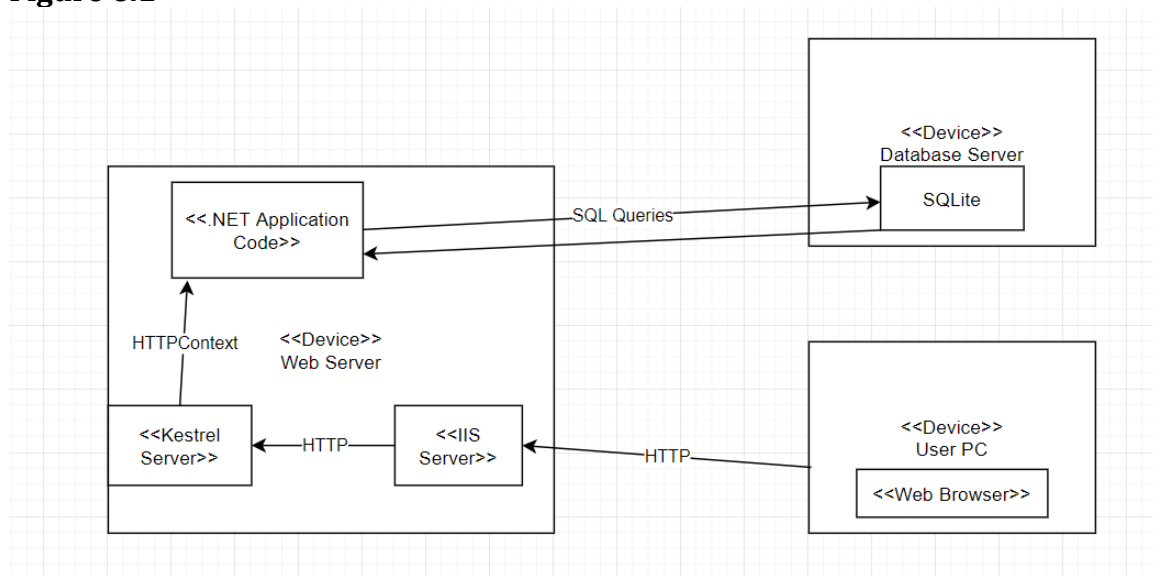 <<Device>>
Database Server
SQLite
<<.NET Application
Code>>
SQL Queries
HTTPContext
<<Device>>
Web Server
<<Kestrel
Server>>
HTTP
<<IIS
Server>>
HTTP
<<Device>>
User PC
<<Web Browser>>